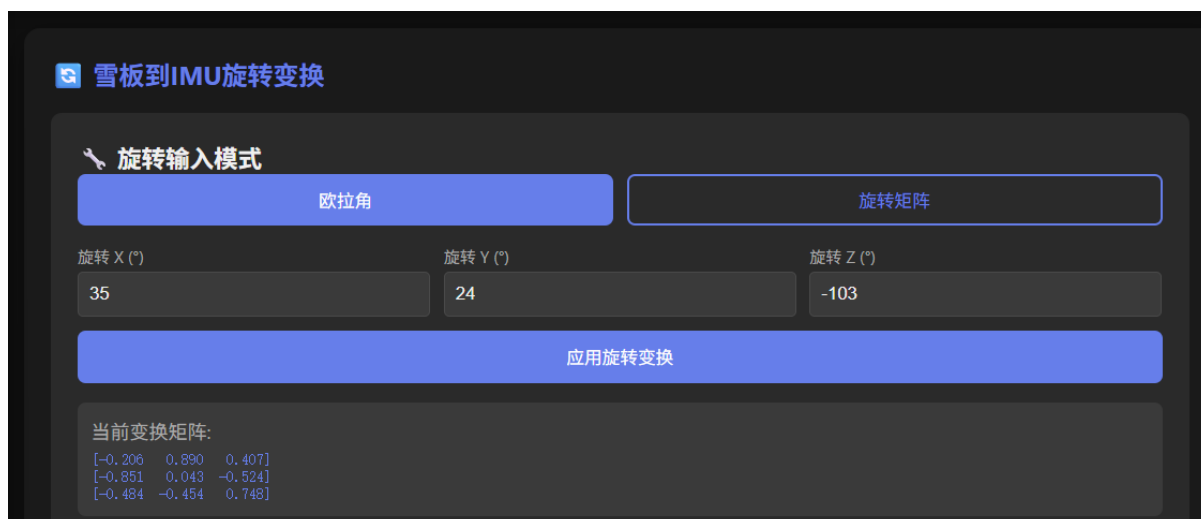 雪板到IMU旋转变换
旋转输入模式
欧拉角 旋转矩阵
旋转 X (°) 旋转 Y (°) 旋转 Z (°)
35 24 -103
应用旋转变换
当前变换矩阵:
[-0.206 0.890 0.407]
[-0.851 0.043 -0.524]
[-0.484 -0.454 0.748]